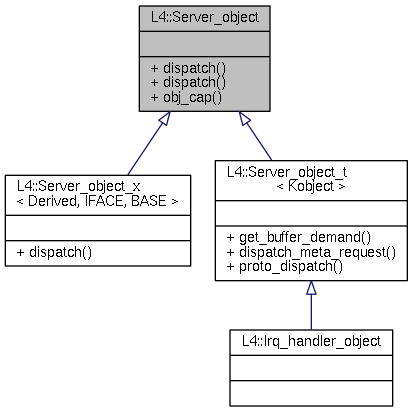 L4::Server_object
+ dispatch()
+ dispatch()
+ obj_cap()
L4::Server_object_x
< Derived, IFACE, BASE >
+ dispatch()
L4::Server_object_t
< Kobject >
+ get_buffer_demand()
+ dispatch_meta_request()
+ proto_dispatch()
L4::Irq_handler_object